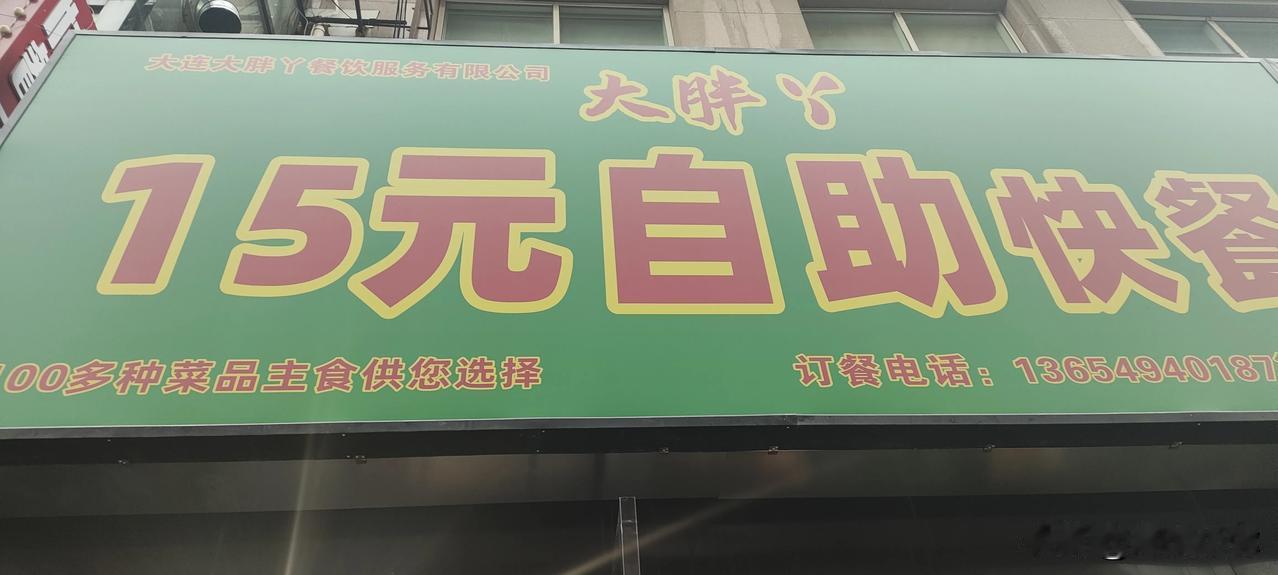 大连大胖丫餐饮服务有限公司
大胖丫
15元自助快餐
100多种菜品主食供您选择
订餐电话：13654940187